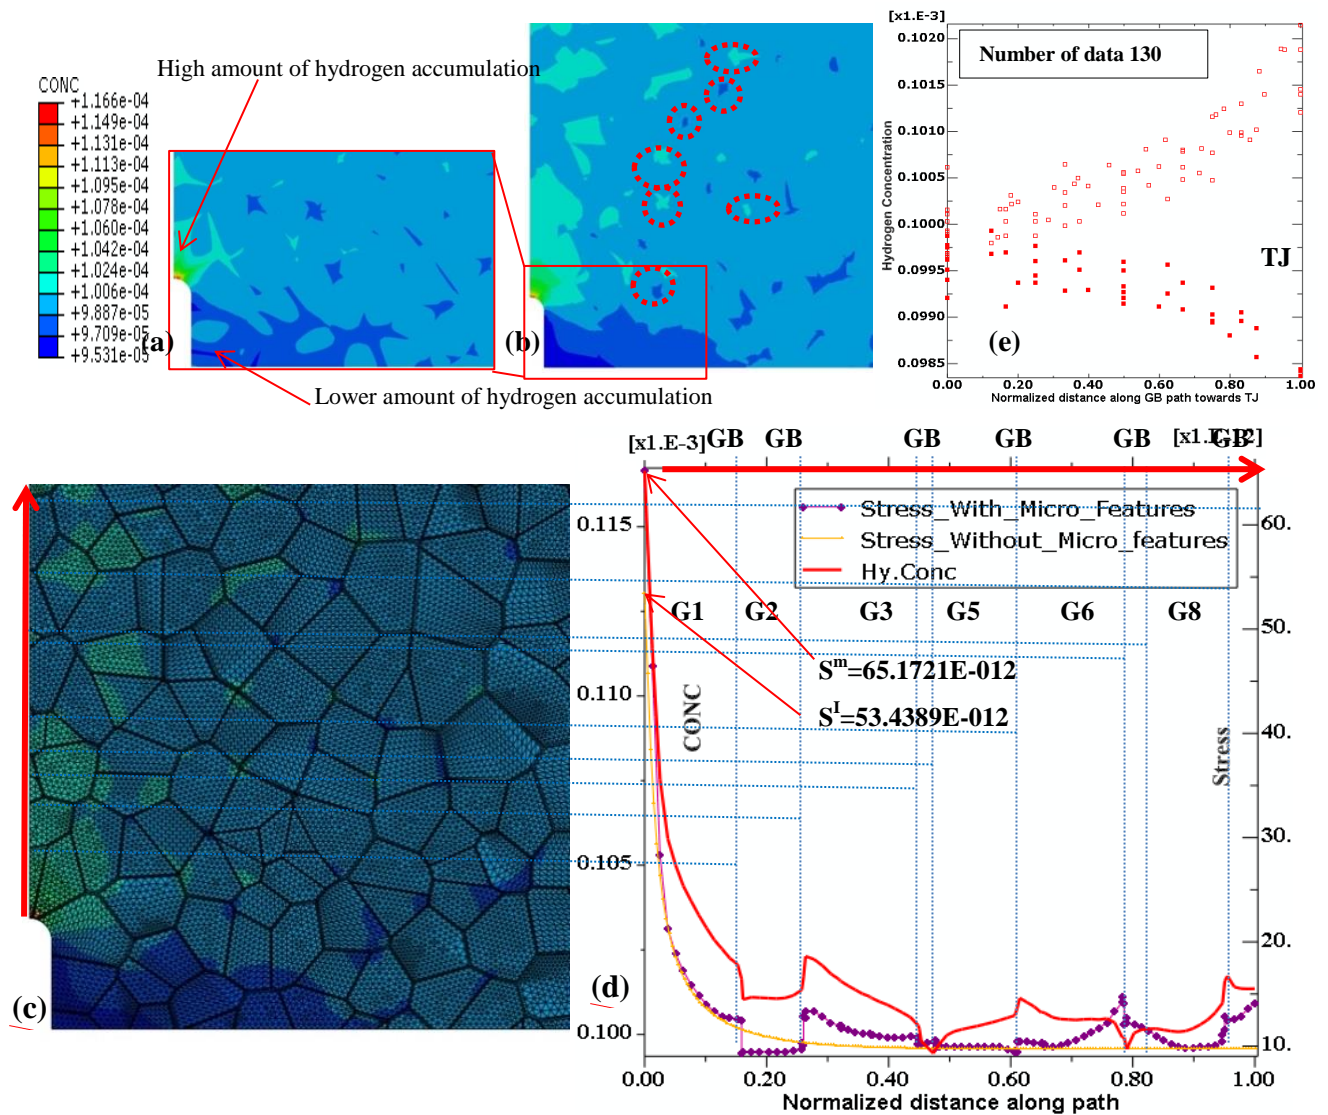 [x1.E-3]
High amount of hydrogen accumulation
CONC
+1.166e-04
+1.149e-04
+1.131e-04
+1.113e-04
+1.095e-04
+1.078e-04
+1.060e-04
+1.042e-04
+1.024e-04
+1.006e-04
+9.887e-05
+9.709e-05
+9.531e-05
(a)
(b)
Lower amount of hydrogen accumulation
Number of data 130
0.1020
0.1015
0.1010
0.1005
0.1000
0.0995
0.0990
0.0985
Hydrogen Concentration
TJ
(e)
0.00 0.20 0.40 0.60 0.80 1.00
Normalized distance along GB path towards TJ
(c)
[x1.E-3] GB GB GB GB GB GB
[x1.E-12]
Stress_With_Micro_Features
Stress_Without_Micro_features
Hy.Conc
G1 G2 G3 G5 G6 G8
S^m=65.1721E-012
S^I=53.4389E-012
CONC
Stress
0.115
0.110
0.105
0.100
60.
50.
40.
30.
20.
10.
(d)
0.00 0.20 0.40 0.60 0.80 1.00
Normalized distance along path